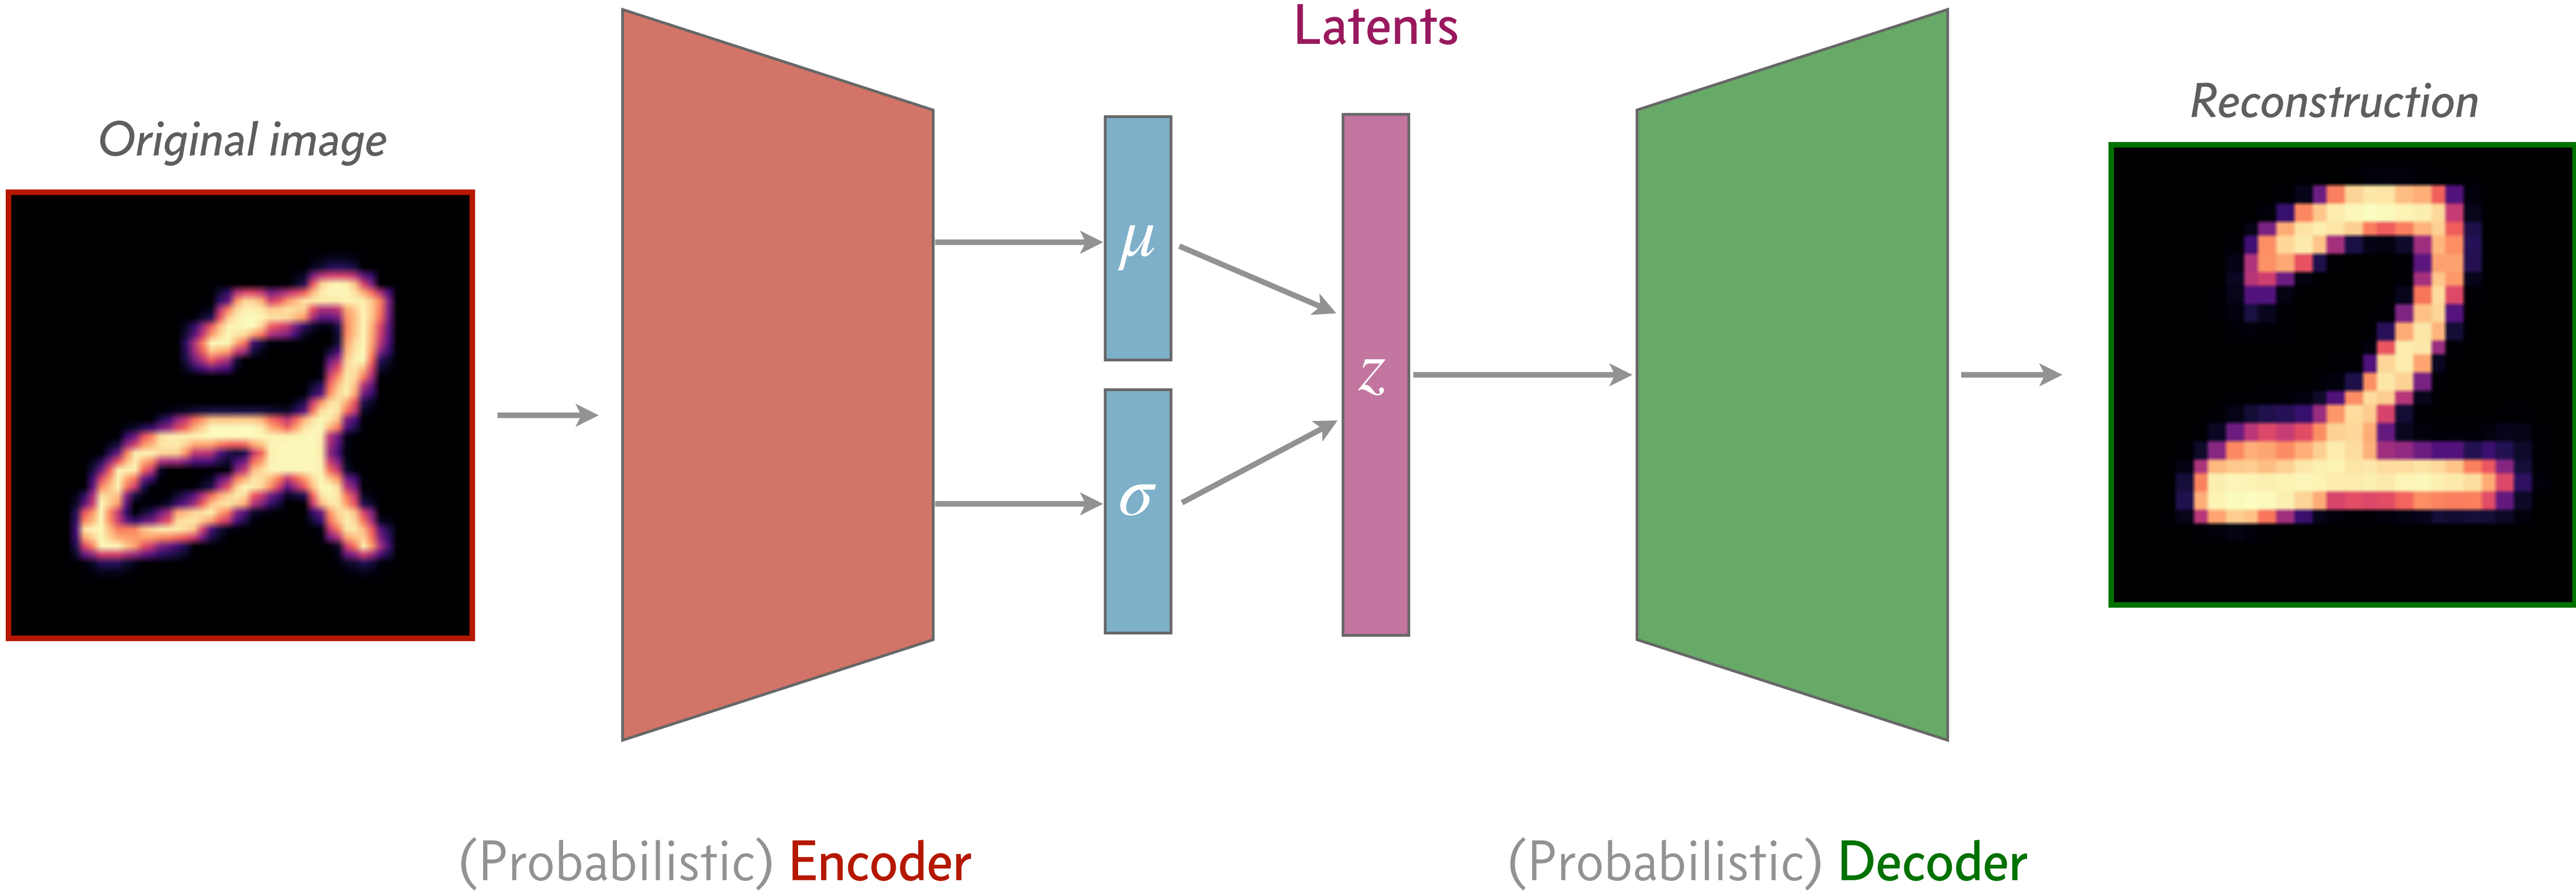 Latents
Original image
Reconstruction
μ
σ
z
(Probabilistic) Encoder
(Probabilistic) Decoder